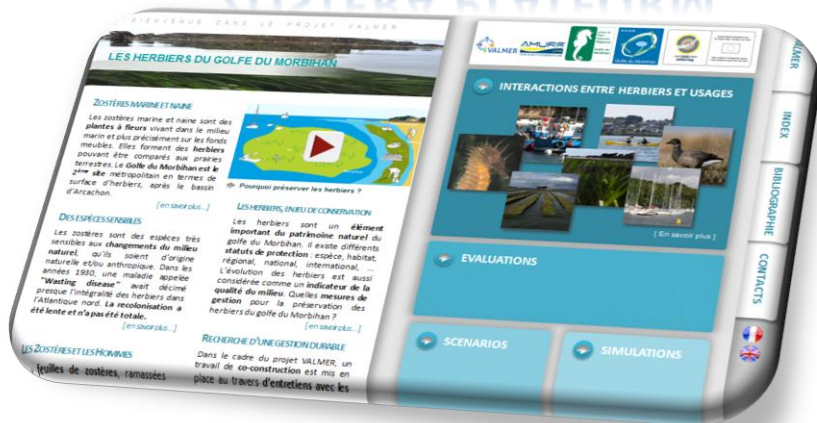 BIENVENUE DANS LE PROJET VALMER
LES HERBIERS DU GOLFE DU MORBIHAN
ZOSTÈRES MARINE ET NAINE
Les zostères marine et naine sont des
plantes à fleurs vivant dans le milieu
marin et plus précisément sur les fonds
meubles. Elles forment des herbiers
pouvant être comparés aux prairies
terrestres. Le Golfe du Morbihan est le
2ème site métropolitain en termes de
surface d'herbiers, après le bassin
d'Arcachon.
[en savoir plus...]
DES ESPÈCES SENSIBLES
Les zostères sont des espèces très
sensibles aux changements du milieu
naturel, qu'ils soient d'origine
naturelle et/ou anthropique. Dans les
années 1930, une maladie appelée
"Wasting disease" avait décimé
presque l'intégralité des herbiers dans
l'Atlantique nord. La recolonisation a
été lente et n'a pas été totale.
[en savoir plus...]
LES ZOSTÈRES ET LES HOMMES
feuilles de zostères, ramassées
Pourquoi préserver les herbiers ?
LES HERBIERS, ENJEU DE CONSERVATION
Les herbiers sont un élément
important du patrimoine naturel du
golfe du Morbihan. Il existe différents
statuts de protection : espèce, habitat,
régional, national, international, ...
L'évolution des herbiers est aussi
considérée comme un indicateur de la
qualité du milieu. Quelles mesures de
gestion pour la préservation des
herbiers du golfe du Morbihan ?
[en savoir plus...]
RECHERCHE D'UNE GESTION DURABLE
Dans le cadre du projet VALMER, un
travail de co-construction est mis en
place au travers d'entretiens avec les
VALMER
AMURE
Golfe du Morbihan
INTERACTIONS ENTRE HERBIERS ET USAGES
[ En savoir plus ]
EVALUATIONS
SCENARIOS
SIMULATIONS
INDEX
BIBLIOGRAPHIE
CONTACTS